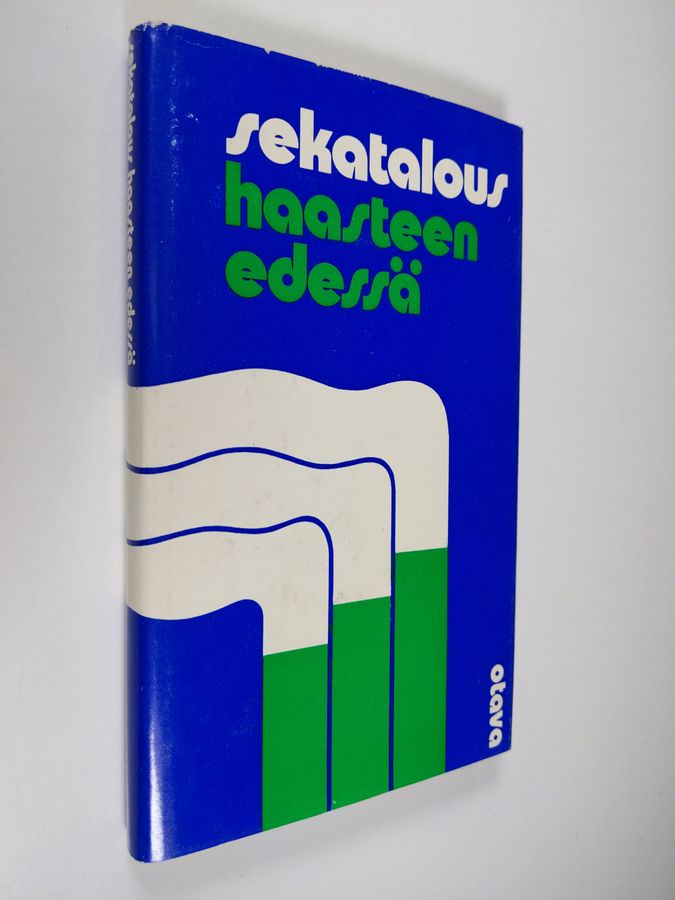 sekatalous
haasteen
edessä
otava
sekatalous haasteen edessä